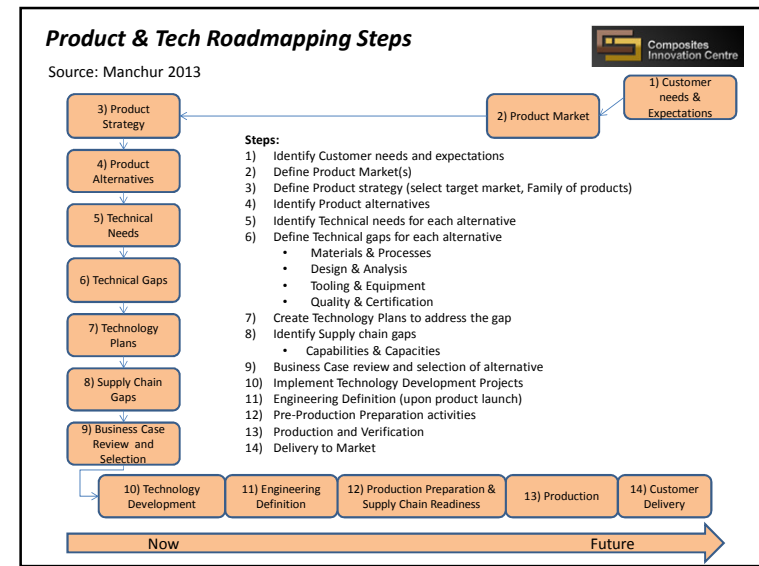 Product & Tech Roadmapping Steps
Composites
Innovation Centre
Source: Manchur 2013
1) Customer
needs &
Expectations
2) Product Market
3) Product
Strategy
4) Product
Alternatives
5) Technical
Needs
6) Technical Gaps
7) Technology
Plans
8) Supply Chain
Gaps
9) Business Case
Review and
Selection
Steps:
1) Identify Customer needs and expectations
2) Define Product Market(s)
3) Define Product strategy (select target market, Family of products)
4) Identify Product alternatives
5) Identify Technical needs for each alternative
6) Define Technical gaps for each alternative
• Materials & Processes
• Design & Analysis
• Tooling & Equipment
• Quality & Certification
7) Create Technology Plans to address the gap
8) Identify Supply chain gaps
• Capabilities & Capacities
9) Business Case review and selection of alternative
10) Implement Technology Development Projects
11) Engineering Definition (upon product launch)
12) Pre-Production Preparation activities
13) Production and Verification
14) Delivery to Market
10) Technology
Development
11) Engineering
Definition
12) Production Preparation &
Supply Chain Readiness
13) Production
14) Customer
Delivery
Now
Future